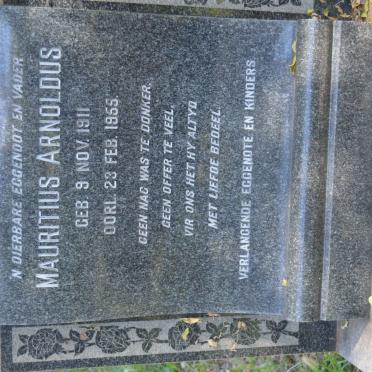 'N DIERBARE EGGENOOT EN VADER
MAURITIUS ARNOLDUS
GEB. 9 NOV. 1911
OORL. 23 FEB. 1955
GEEN NAG WAS TE DONKER,
GEEN OFFER TE VEEL,
VIR ONS HET HY ALTYD
MET LIEFDE BEDEEL.
VERLANGENDE EGGENOTE EN KINDERS